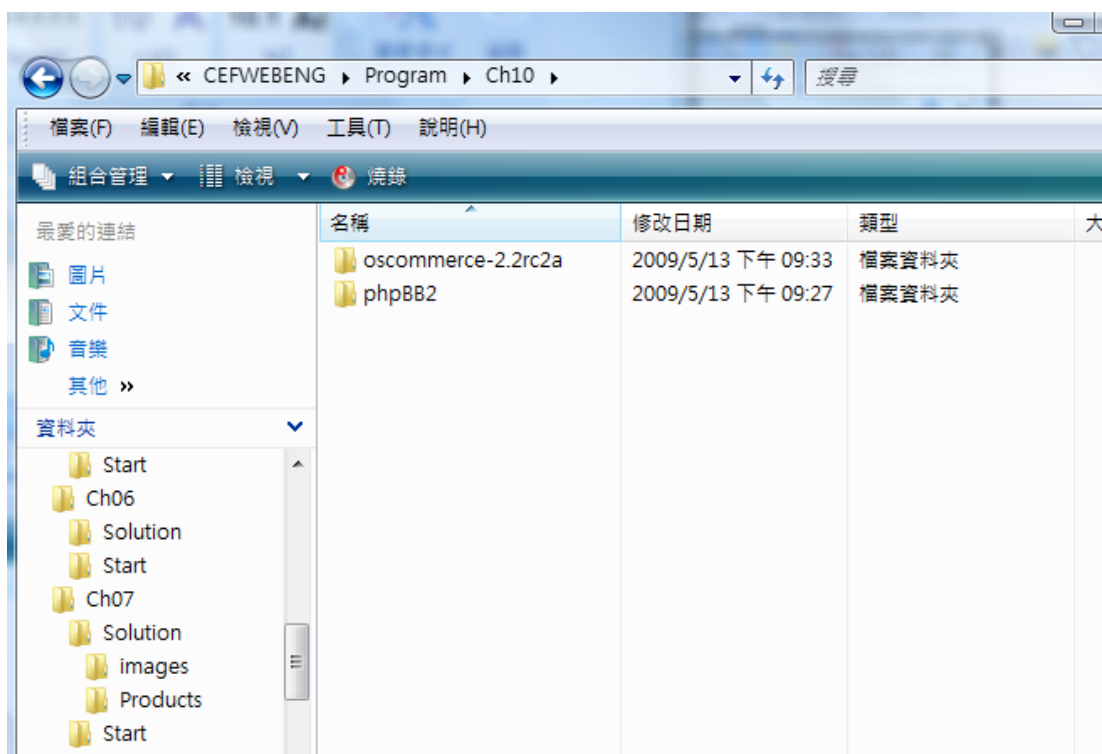 « CEFWEBENG ▸ Program ▸ Ch10 ▸ 搜尋
檔案(F) 編輯(E) 檢視(V) 工具(T) 說明(H)
組合管理 檢視 燒錄
最愛的連結
圖片
文件
音樂
其他 »
資料夾
Start
Ch06
Solution
Start
Ch07
Solution
images
Products
Start
名稱 修改日期 類型 大
oscommerce-2.2rc2a 2009/5/13 下午 09:33 檔案資料夾
phpBB2 2009/5/13 下午 09:27 檔案資料夾